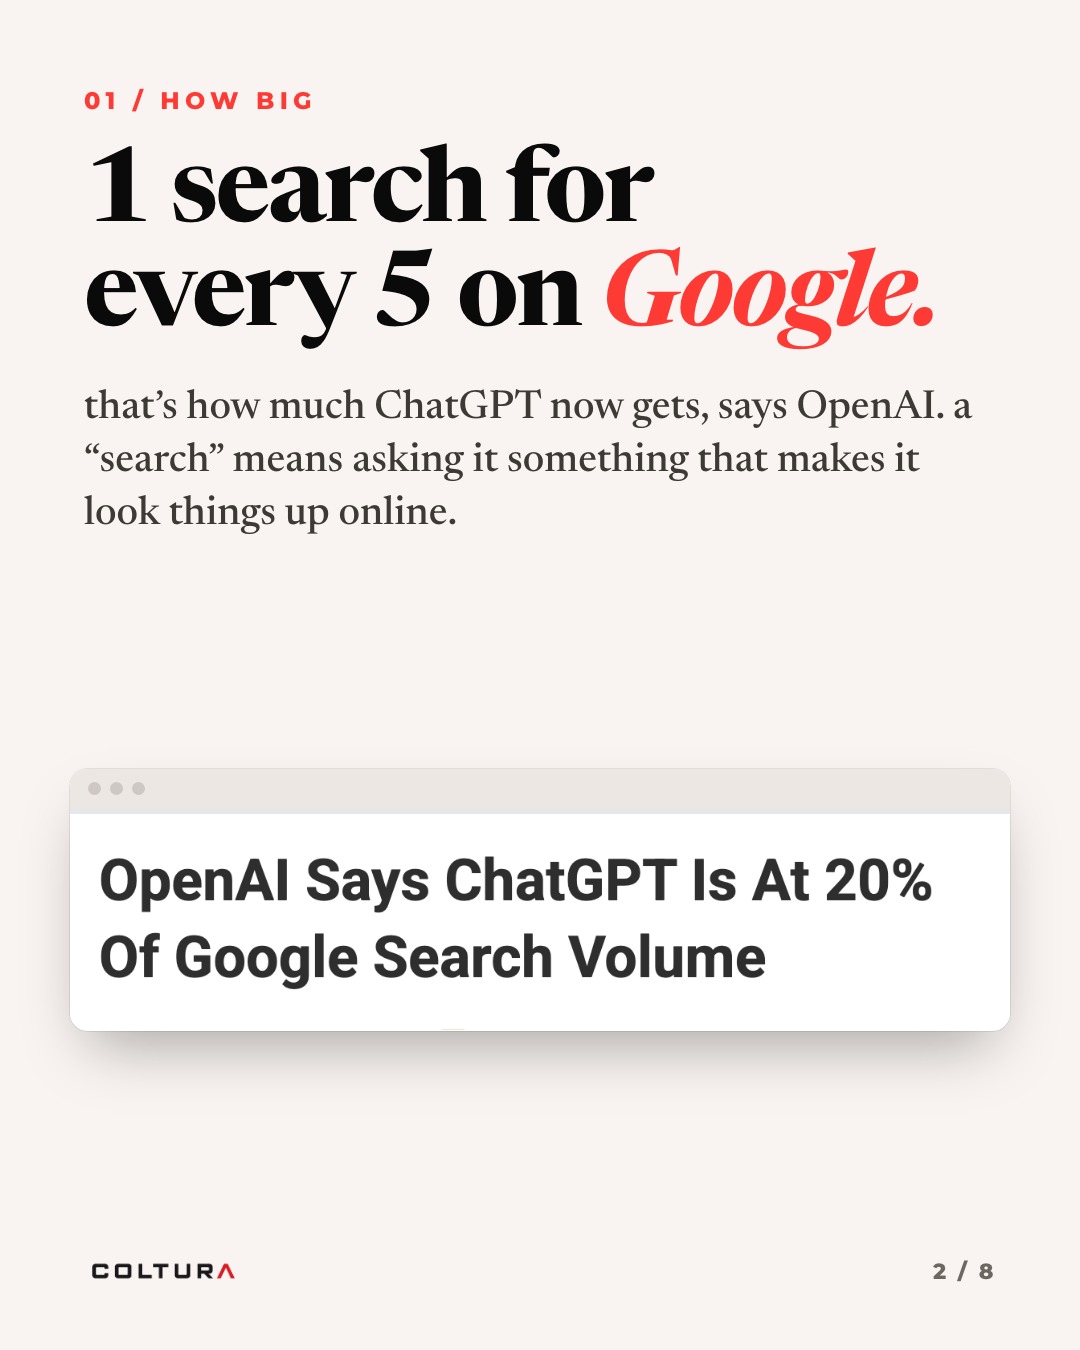 01 / HOW BIG
1 search for
every 5 on Google.
that’s how much ChatGPT now gets, says OpenAI. a
“search” means asking it something that makes it
look things up online.
OpenAI Says ChatGPT Is At 20%
Of Google Search Volume
COLTURA
2 / 8